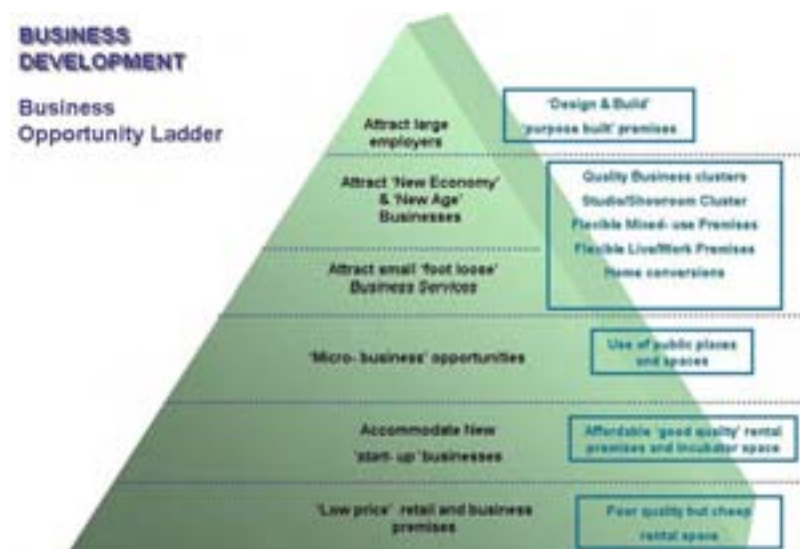 BUSINESS
DEVELOPMENT
Business
Opportunity Ladder
Attract large
employers
'Design & Build'
'purpose built' premises
Attract 'New Economy'
& 'New Age'
Businesses
Quality Business clusters
Studio/Showroom Cluster
Flexible Mixed- use Premises
Flexible Live/Work Premises
Home conversions
Attract small 'foot loose'
Business Services
'Micro- business' opportunities
Use of public places
and spaces
Accommodate New
'start- up' businesses
Affordable 'good quality' rental
premises and incubator space
'Low price' retail and business
premises
Poor quality but cheap
rental space